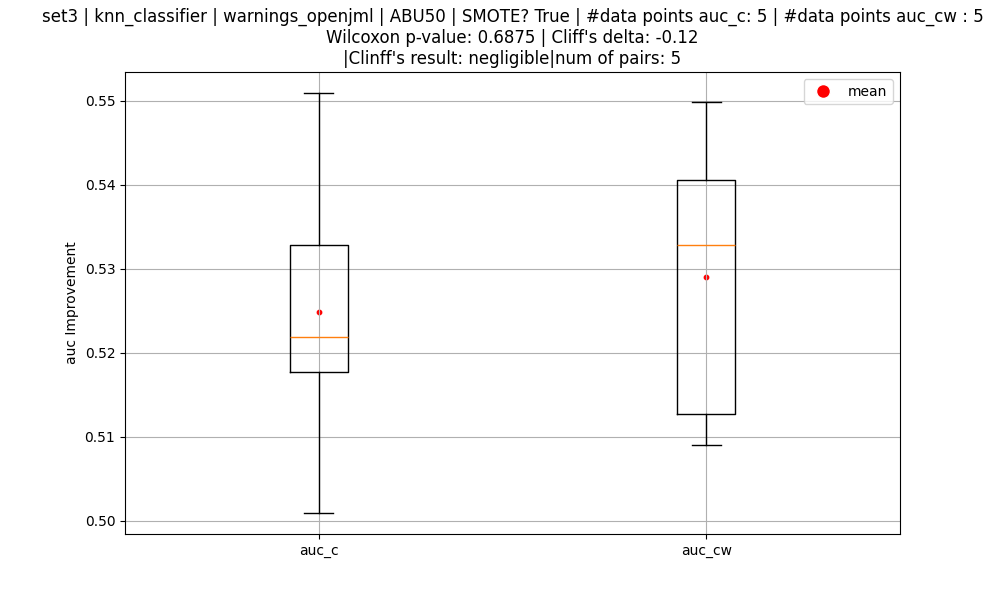 set3 | knn_classifier | warnings_openjml | ABU50 | SMOTE? True | #data points auc_c: 5 | #data points auc_cw : 5
Wilcoxon p-value: 0.6875 | Cliff's delta: -0.12
|Clinff's result: negligible|num of pairs: 5
mean
auc Improvement
0.55
0.54
0.53
0.52
0.51
0.50
auc_c
auc_cw